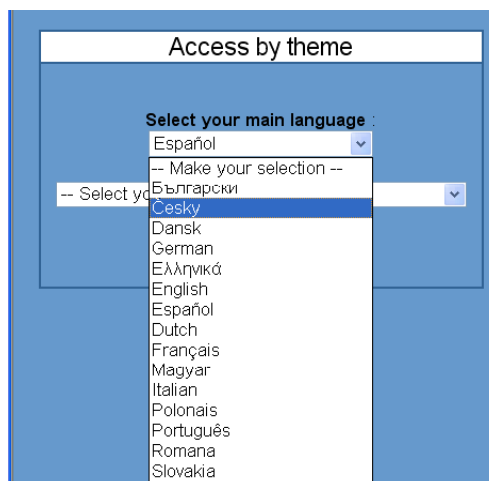 Access by theme
Select your main language :
Español
-- Make your selection --
-- Select yo
Български
Česky
Dansk
German
Ελληνικά
English
Español
Dutch
Français
Magyar
Italian
Polonais
Português
Romana
Slovakia